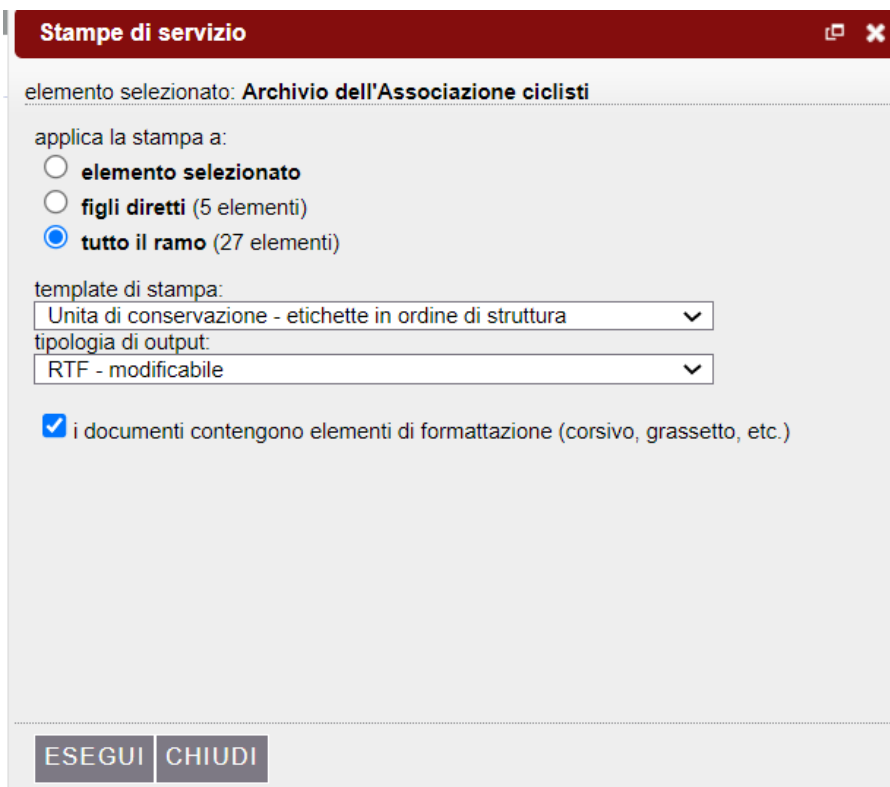 Stampe di servizio
elemento selezionato: Archivio dell'Associazione ciclisti
applica la stampa a:
elemento selezionato
figli diretti (5 elementi)
tutto il ramo (27 elementi)
template di stampa:
Unita di conservazione - etichette in ordine di struttura
tipologia di output:
RTF - modificabile
i documenti contengono elementi di formattazione (corsivo, grassetto, etc.)
ESEGUI CHIUDI